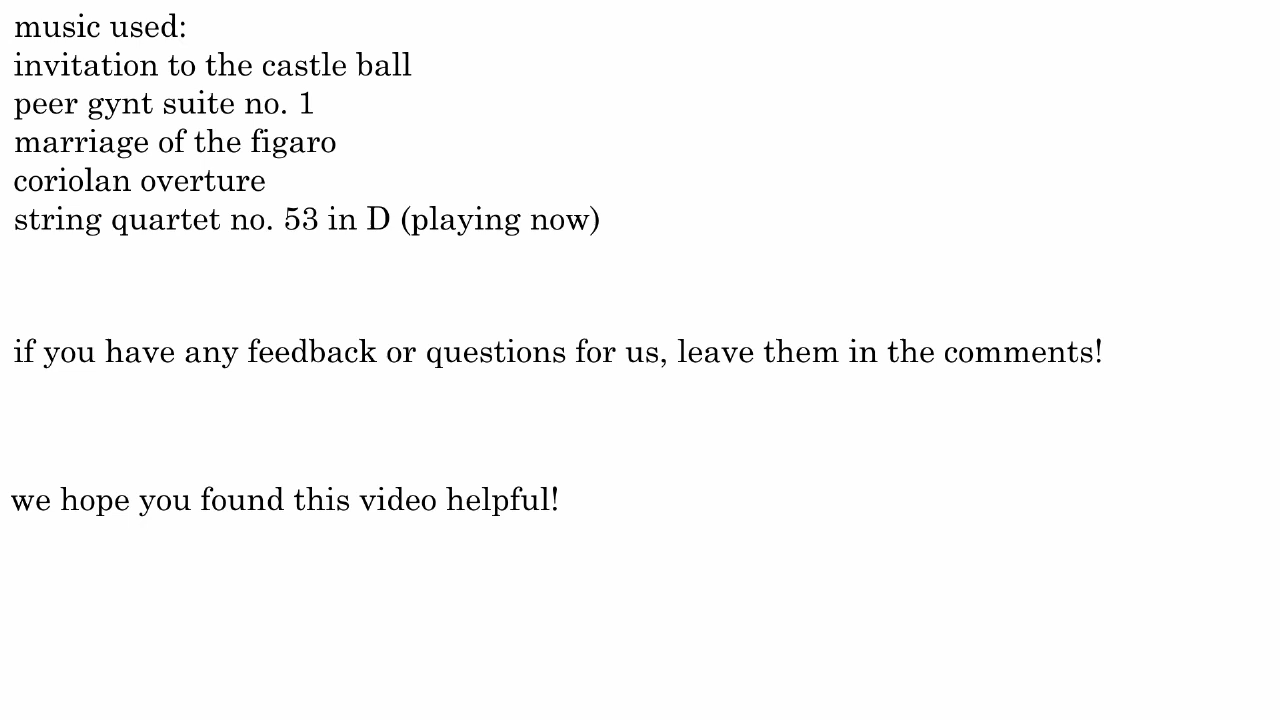 music used:
invitation to the castle ball
peer gynt suite no. 1
marriage of the figaro
coriolan overture
string quartet no. 53 in D (playing now)
if you have any feedback or questions for us, leave them in the comments!
we hope you found this video helpful!